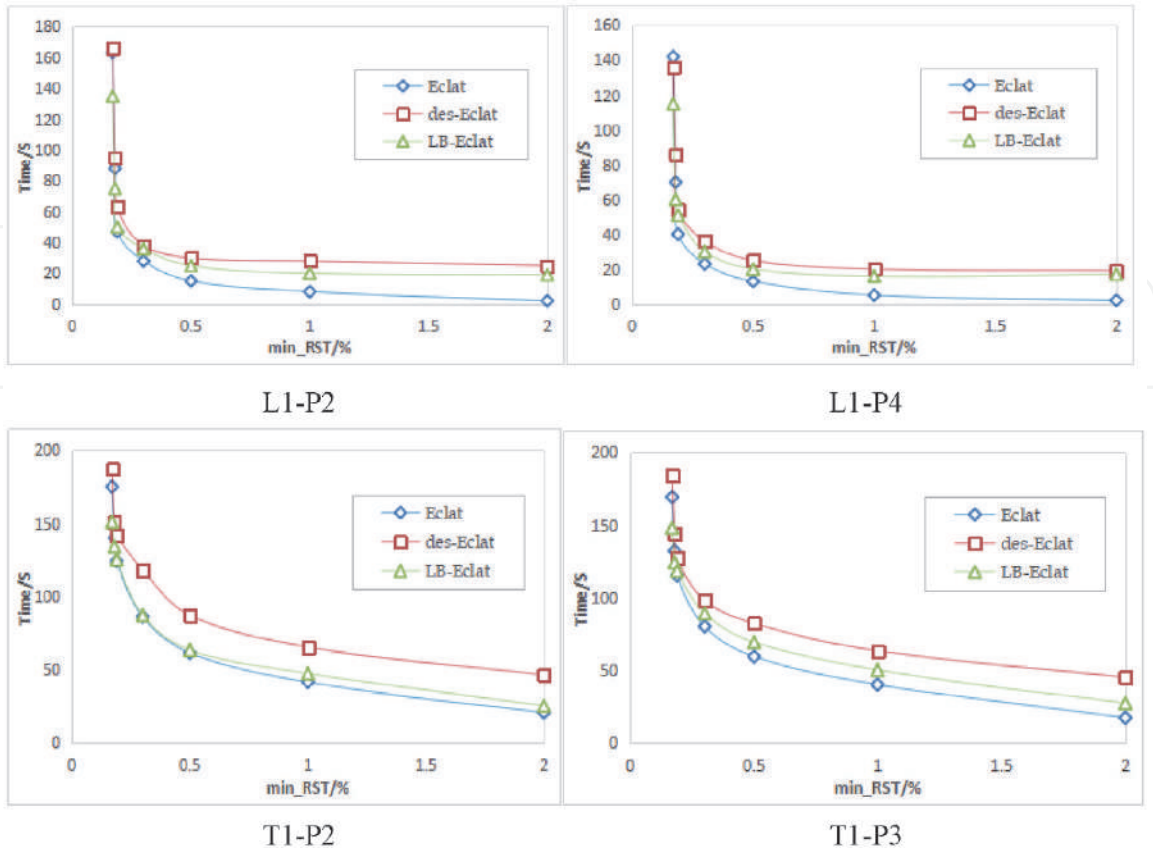 180
160
140
120
100
80
60
40
20
0
Time/S
0 0.5 1 1.5 2
min_RST/%
Eclat
des-Eclat
LB-Eclat
L1-P2
160
140
120
100
80
60
40
20
0
Time/S
0 0.5 1 1.5 2
min_RST/%
Eclat
des-Eclat
LB-Eclat
L1-P4
200
150
100
50
0
Time/S
0 0.5 1 1.5 2
min_RST/%
Eclat
des-Eclat
LB-Eclat
T1-P2
200
150
100
50
0
Time/S
0 0.5 1 1.5 2
min_RST/%
Eclat
des-Eclat
LB-Eclat
T1-P3